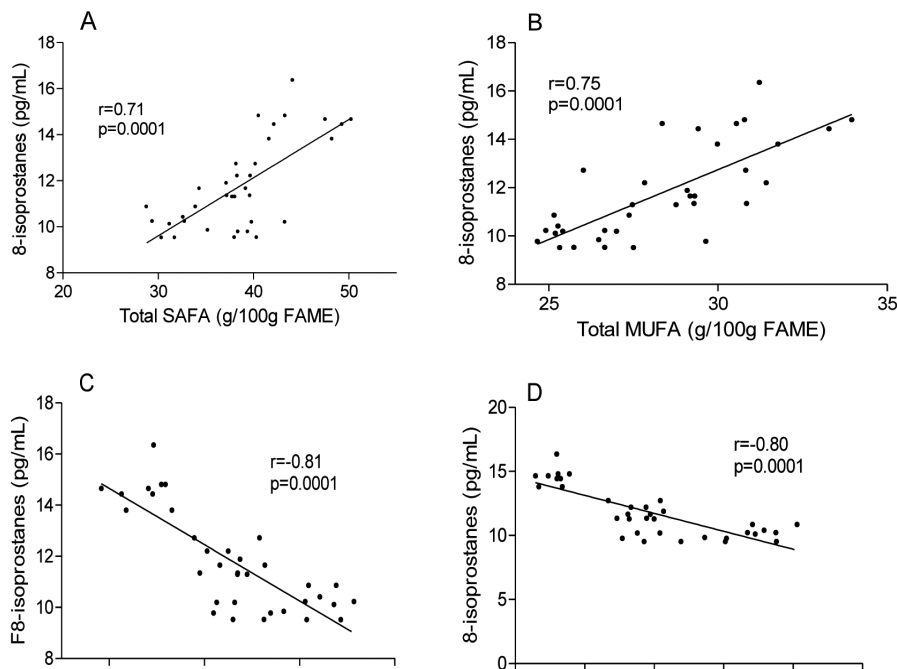 A
8-isoprostanes (pg/mL)
18
16
14
12
10
8
r=0.71
p=0.0001
20
30
40
50
Total SAFA (g/100g FAME)
B
8-isoprostanes (pg/mL)
18
16
14
12
10
8
r=0.75
p=0.0001
25
30
35
Total MUFA (g/100g FAME)
C
F8-isoprostanes (pg/mL)
18
16
14
12
10
8
r=-0.81
p=0.0001
D
8-isoprostanes (pg/mL)
20
15
10
5
0
r=-0.80
p=0.0001